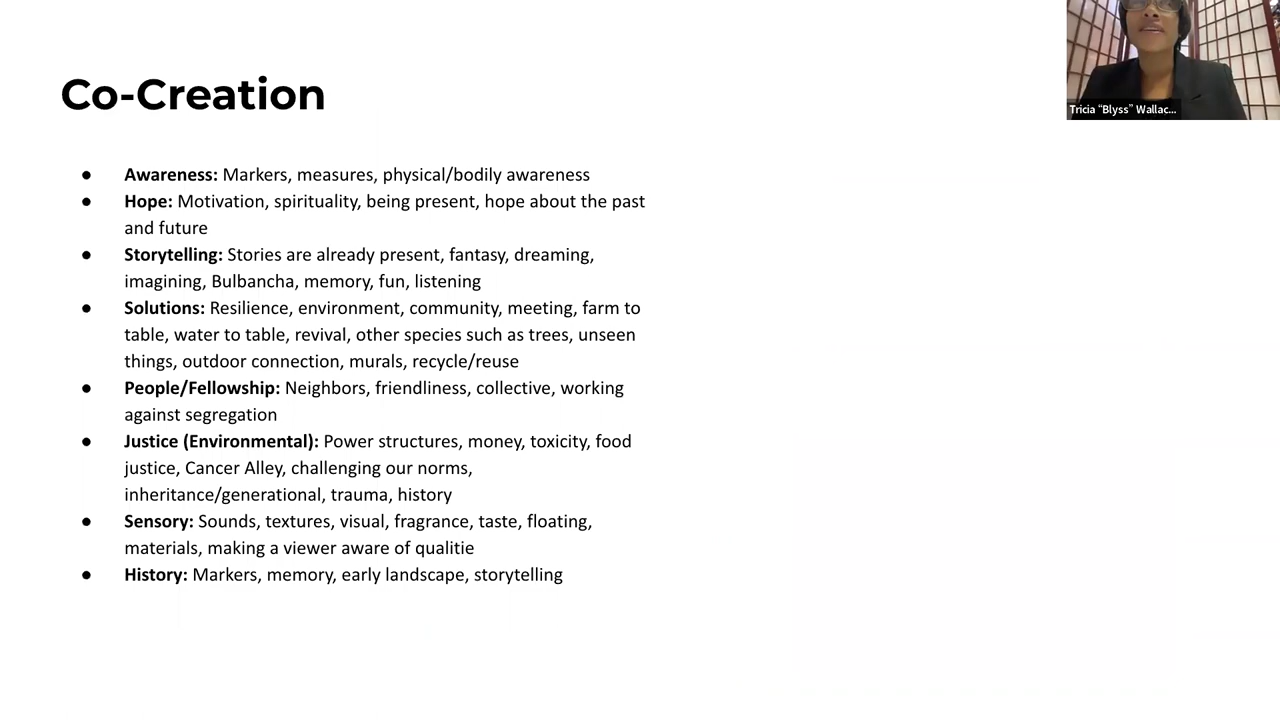 Co-Creation
Tricia “Blyss” Wallac...
● Awareness: Markers, measures, physical/bodily awareness
● Hope: Motivation, spirituality, being present, hope about the past
and future
● Storytelling: Stories are already present, fantasy, dreaming,
imagining, Bulbancha, memory, fun, listening
● Solutions: Resilience, environment, community, meeting, farm to
table, water to table, revival, other species such as trees, unseen
things, outdoor connection, murals, recycle/reuse
● People/Fellowship: Neighbors, friendliness, collective, working
against segregation
● Justice (Environmental): Power structures, money, toxicity, food
justice, Cancer Alley, challenging our norms,
inheritance/generational, trauma, history
● Sensory: Sounds, textures, visual, fragrance, taste, floating,
materials, making a viewer aware of qualitie
● History: Markers, memory, early landscape, storytelling